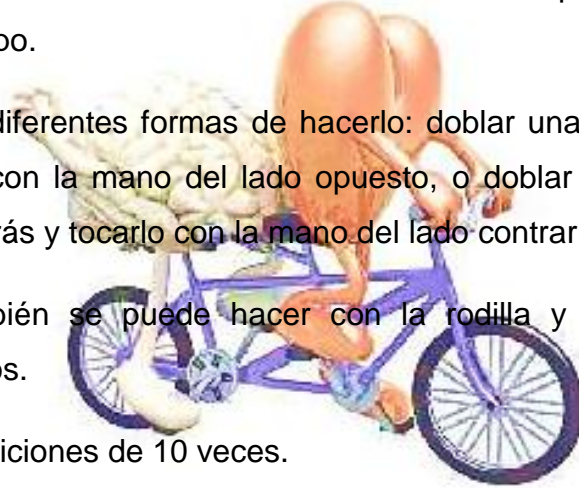 po.
diferentes formas de hacerlo: doblar una
con la mano del lado opuesto, o doblar
rás y tocarlo con la mano del lado contrar
bién se puede hacer con la rodilla y
os.
iciones de 10 veces.